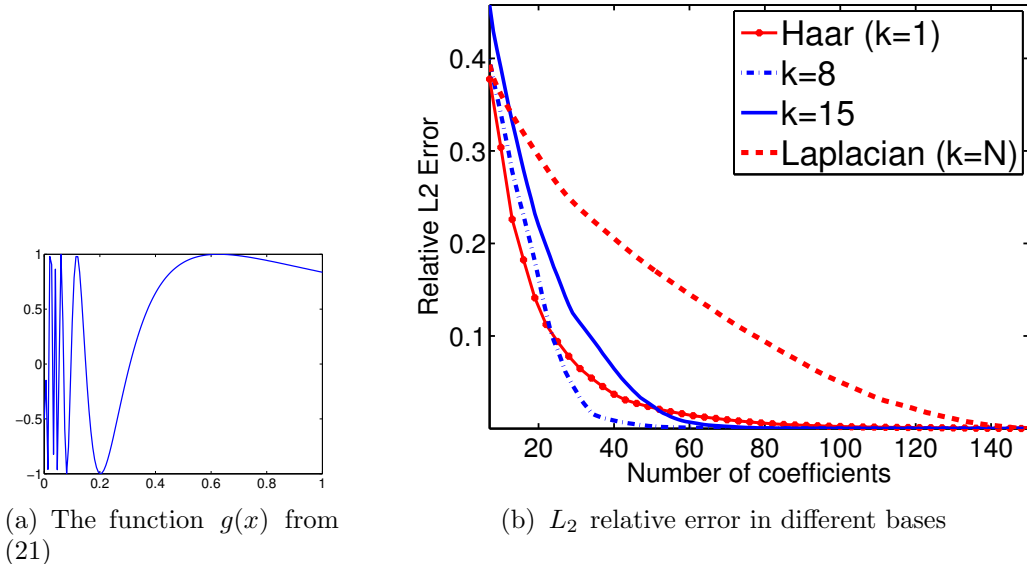 1
0.5
0
−0.5
−1
0
0.2
0.4
0.6
0.8
1
(a) The function g(x) from
(21)
Relative L2 Error
0.4
0.3
0.2
0.1
20
40
60
80
100
120
140
Number of coefficients
Haar (k=1)
k=8
k=15
Laplacian (k=N)
(b) L₂ relative error in different bases